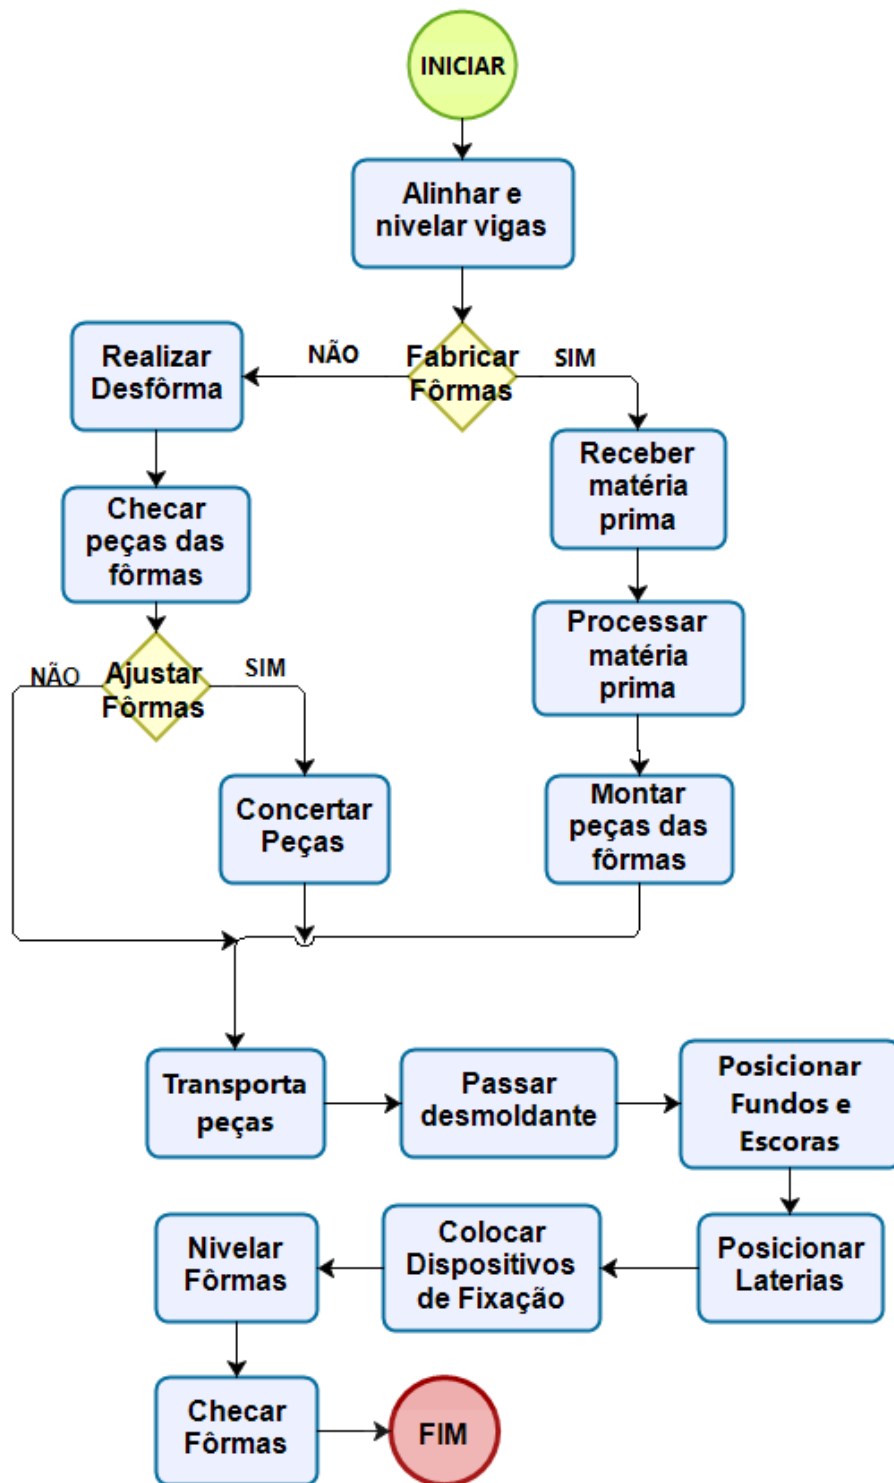 INICIAR
Alinhar e
nivelar vigas
Fabricar
Fôrmas
NÃO
SIM
Realizar
Desfôrma
Receber
matéria
prima
Checar
peças das
fôrmas
Processar
matéria
prima
Ajustar
Fôrmas
NÃO
SIM
Concertar
Peças
Montar
peças das
fôrmas
Transporta
peças
Passar
desmoldante
Posicionar
Fundos e
Escoras
Posicionar
Laterias
Colocar
Dispositivos
de Fixação
Nivelar
Fôrmas
Checar
Fôrmas
FIM